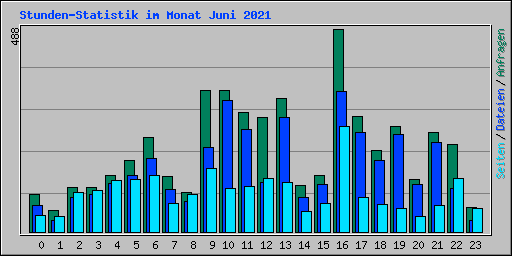 Stunden-Statistik im Monat Juni 2021
488
Seiten / Dateien / Anfragen
0 1 2 3 4 5 6 7 8 9 10 11 12 13 14 15 16 17 18 19 20 21 22 23